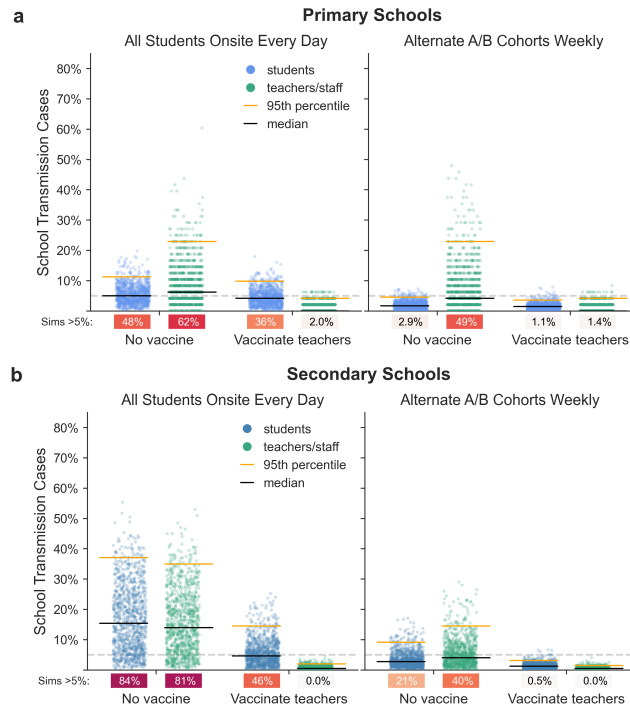 a
Primary Schools
All Students Onsite Every Day
Alternate A/B Cohorts Weekly
School Transmission Cases
80%
70%
60%
50%
40%
30%
20%
10%
students
teachers/staff
95th percentile
median
Sims >5%: 48% 62% 36% 2.0% 2.9% 49% 1.1% 1.4%
No vaccine Vaccinate teachers No vaccine Vaccinate teachers
b
Secondary Schools
All Students Onsite Every Day
Alternate A/B Cohorts Weekly
School Transmission Cases
80%
70%
60%
50%
40%
30%
20%
10%
students
teachers/staff
95th percentile
median
Sims >5%: 84% 81% 46% 0.0% 21% 40% 0.5% 0.0%
No vaccine Vaccinate teachers No vaccine Vaccinate teachers